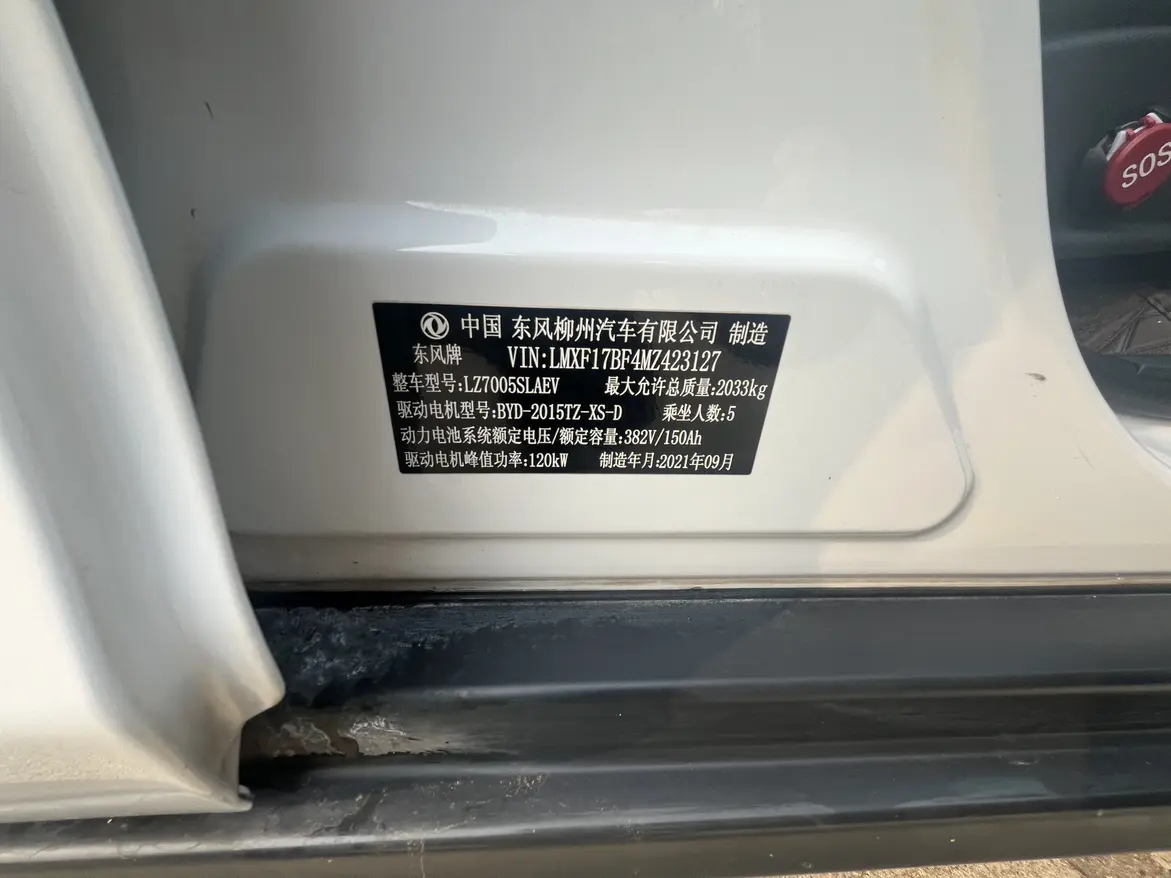 中国 东风柳州汽车有限公司 制造
东风牌 VIN:LMXF17BF4MZ423127
整车型号:LZ7005SLAEV 最大允许总质量:2033kg
驱动电机型号:BYD-2015TZ-XS-D 乘坐人数:5
动力电池系统额定电压/额定容量:382V/150Ah
驱动电机峰值功率:120kW 制造年月:2021年09月
SOS